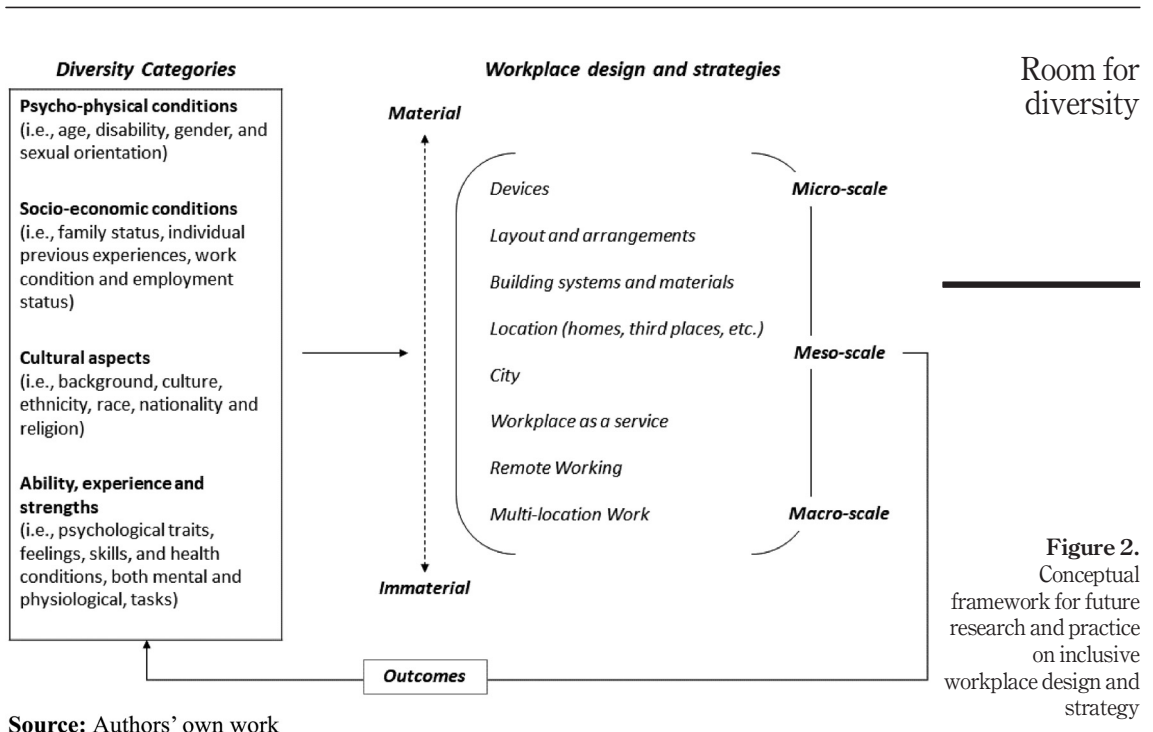 Room for
diversity
Diversity Categories
Psycho-physical conditions
(i.e., age, disability, gender, and
sexual orientation)
Socio-economic conditions
(i.e., family status, individual
previous experiences, work
condition and employment
status)
Cultural aspects
(i.e., background, culture,
ethnicity, race, nationality and
religion)
Ability, experience and
strengths
(i.e., psychological traits,
feelings, skills, and health
conditions, both mental and
physiological, tasks)
Workplace design and strategies
Material
Devices
Layout and arrangements
Building systems and materials
Location (homes, third places, etc.)
City
Workplace as a service
Remote Working
Multi-location Work
Immaterial
Micro-scale
Meso-scale
Macro-scale
Outcomes
Figure 2.
Conceptual
framework for future
research and practice
on inclusive
workplace design and
strategy
Source: Authors' own work